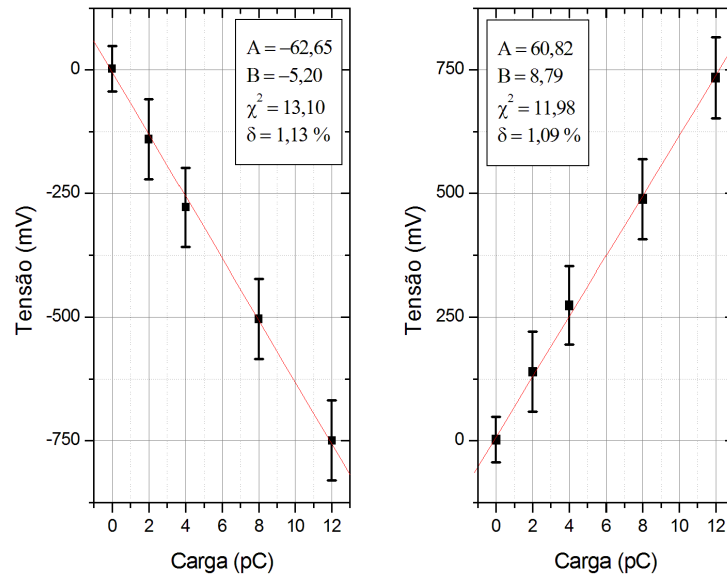 A = −62,65
B = −5,20
χ² = 13,10
δ = 1,13 %
0
-250
-500
-750
Tensão (mV)
0 2 4 6 8 10 12
Carga (pC)
A = 60,82
B = 8,79
χ² = 11,98
δ = 1,09 %
750
500
250
0
Tensão (mV)
0 2 4 6 8 10 12
Carga (pC)